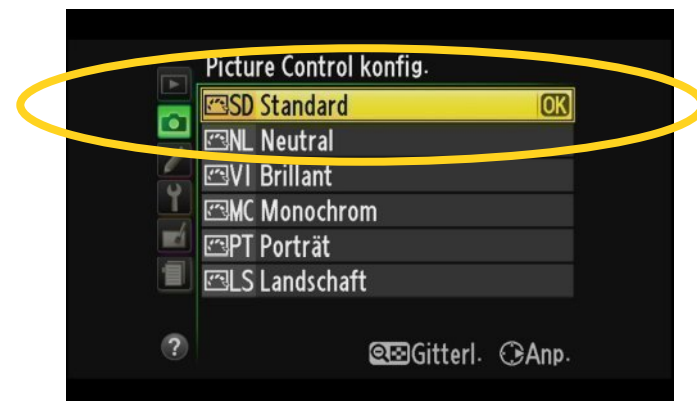 Picture Control konfig.
SD Standard OK
NL Neutral
VI Brillant
MC Monochrom
PT Porträt
LS Landschaft
? Gitterl. Anp.